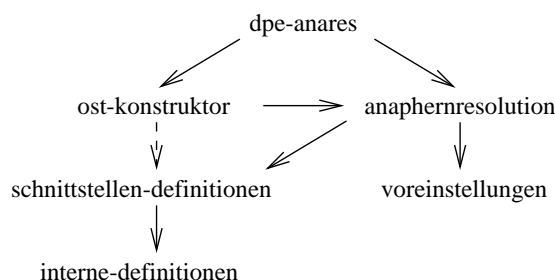 dpe-anares
ost-konstruktor
anaphernresolution
schnittstellen-definitionen
voreinstellungen
interne-definitionen